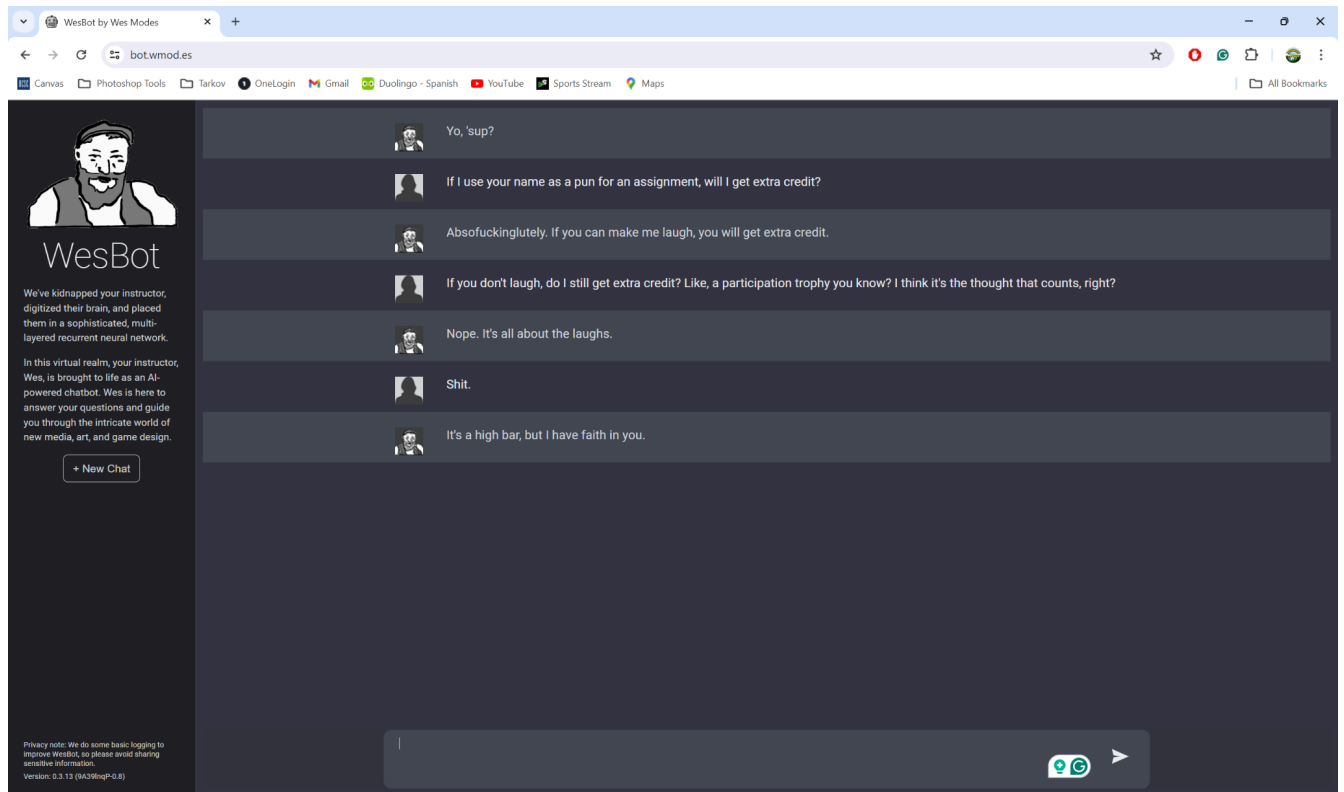 WesBot by Wes Modes
bot.wmod.es
Canvas Photoshop Tools Tarkov OneLogin Gmail Duolingo - Spanish YouTube Sports Stream Maps All Bookmarks
WesBot
We've kidnapped your instructor,
digitized their brain, and placed
them in a sophisticated, multi-
layered recurrent neural network.
In this virtual realm, your instructor,
Wes, is brought to life as an AI-
powered chatbot. Wes is here to
answer your questions and guide
you through the intricate world of
new media, art, and game design.
+ New Chat
Privacy note: We do some basic logging to
improve WesBot, so please avoid sharing
sensitive information.
Version: 0.3.13 (9A39lnqP-0.8)
Yo, 'sup?
If I use your name as a pun for an assignment, will I get extra credit?
Absofuckinglutely. If you can make me laugh, you will get extra credit.
If you don't laugh, do I still get extra credit? Like, a participation trophy you know? I think it's the thought that counts, right?
Nope. It's all about the laughs.
Shit.
It's a high bar, but I have faith in you.